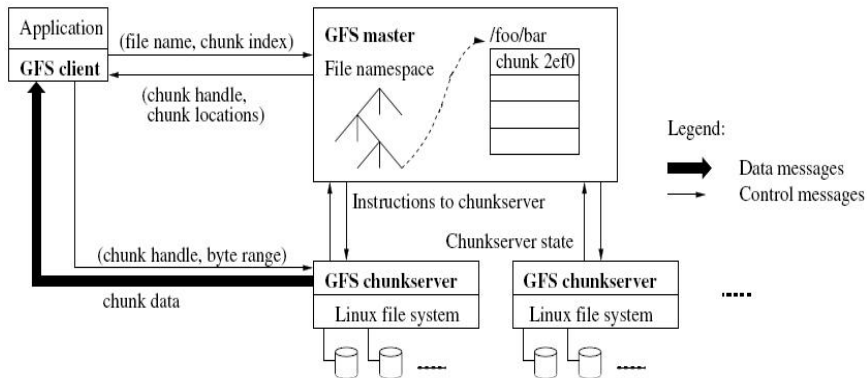 Application
GFS client
(file name, chunk index)
(chunk handle,
chunk locations)
GFS master
File namespace
/foo/bar
chunk 2ef0
Legend:
Data messages
Control messages
Instructions to chunkserver
Chunkserver state
(chunk handle, byte range)
chunk data
GFS chunkserver
Linux file system
GFS chunkserver
Linux file system